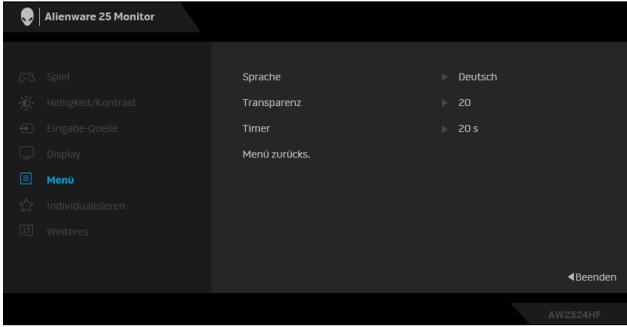 Alienware 25 Monitor
Spiel
Helligkeit/Kontrast
Eingabe-Quelle
Display
Menü
Individualisieren
Weiteres
Sprache Deutsch
Transparenz 20
Timer 20 s
Menü zurücks.
Beenden
AW2524HF